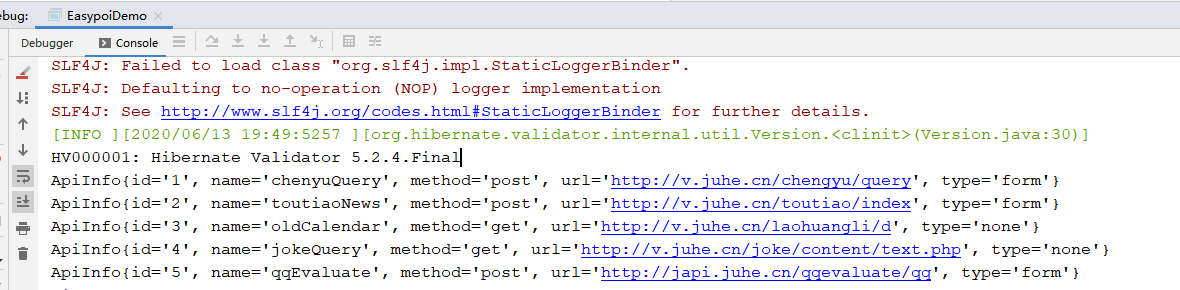 ebug: EasypoiDemo
Debugger Console
SLF4J: Failed to load class "org.slf4j.impl.StaticLoggerBinder".
SLF4J: Defaulting to no-operation (NOP) logger implementation
SLF4J: See http://www.slf4j.org/codes.html#StaticLoggerBinder for further details.
[INFO ][2020/06/13 19:49:5257 ][org.hibernate.validator.internal.util.Version.<clinit>(Version.java:30)]
HV000001: Hibernate Validator 5.2.4.Final
ApiInfo{id='1', name='chenyuQuery', method='post', url='http://v.juhe.cn/chengyu/query', type='form'}
ApiInfo{id='2', name='toutiaoNews', method='post', url='http://v.juhe.cn/toutiao/index', type='form'}
ApiInfo{id='3', name='oldCalendar', method='get', url='http://v.juhe.cn/laohuangli/d', type='none'}
ApiInfo{id='4', name='jokeQuery', method='get', url='http://v.juhe.cn/joke/content/text.php', type='none'}
ApiInfo{id='5', name='qqEvaluate', method='post', url='http://japi.juhe.cn/qqevaluate/qq', type='form'}